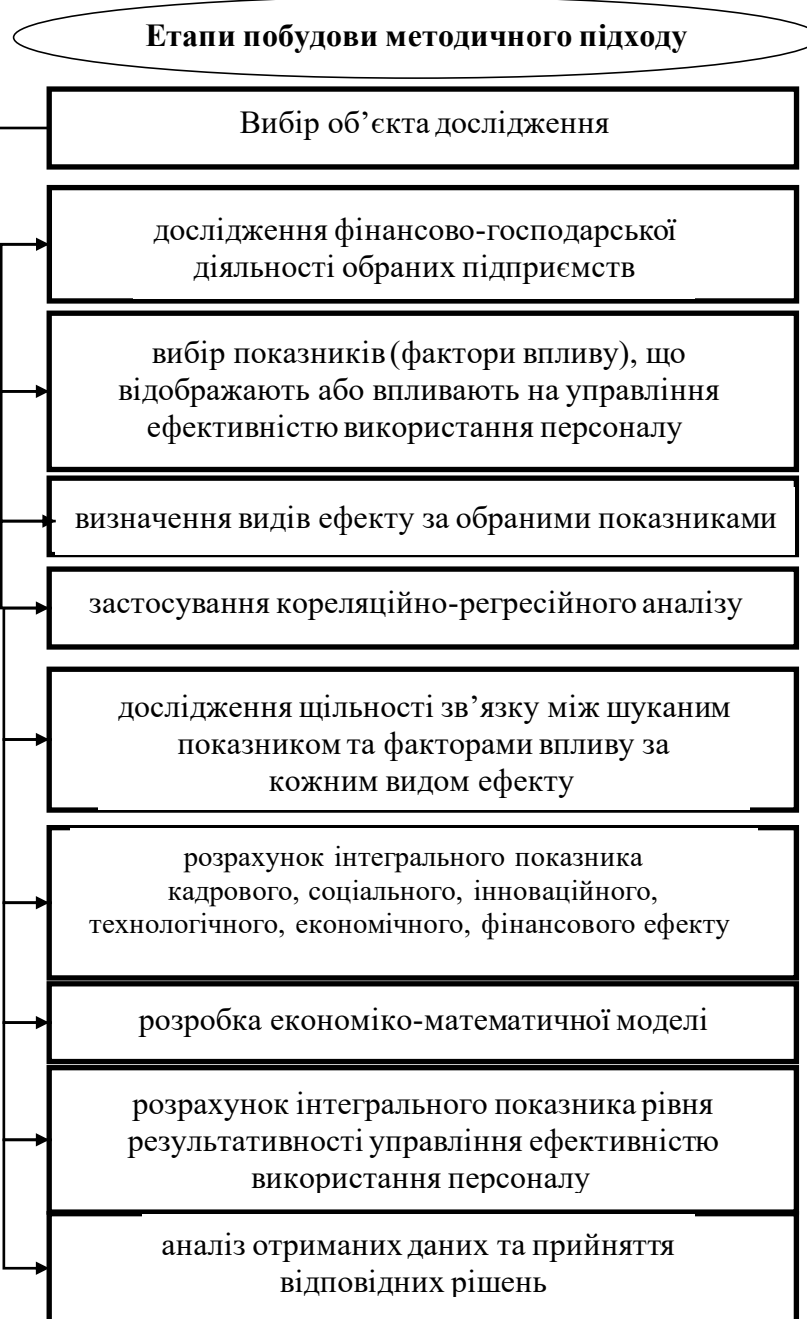 Етапи побудови методичного підходу
Вибір об’єкта дослідження
дослідження фінансово-господарської
діяльності обраних підприємств
вибір показників (фактори впливу), що
відображають або впливають на управління
ефективністю використання персоналу
визначення видів ефекту за обраними показниками
застосування кореляційно-регресійного аналізу
дослідження щільності зв’язку між шуканим
показником та факторами впливу за
кожним видом ефекту
розрахунок інтегрального показника
кадрового, соціального, інноваційного,
технологічного, економічного, фінансового ефекту
розробка економіко-математичної моделі
розрахунок інтегрального показника рівня
результативності управління ефективністю
використання персоналу
аналіз отриманих даних та прийняття
відповідних рішень